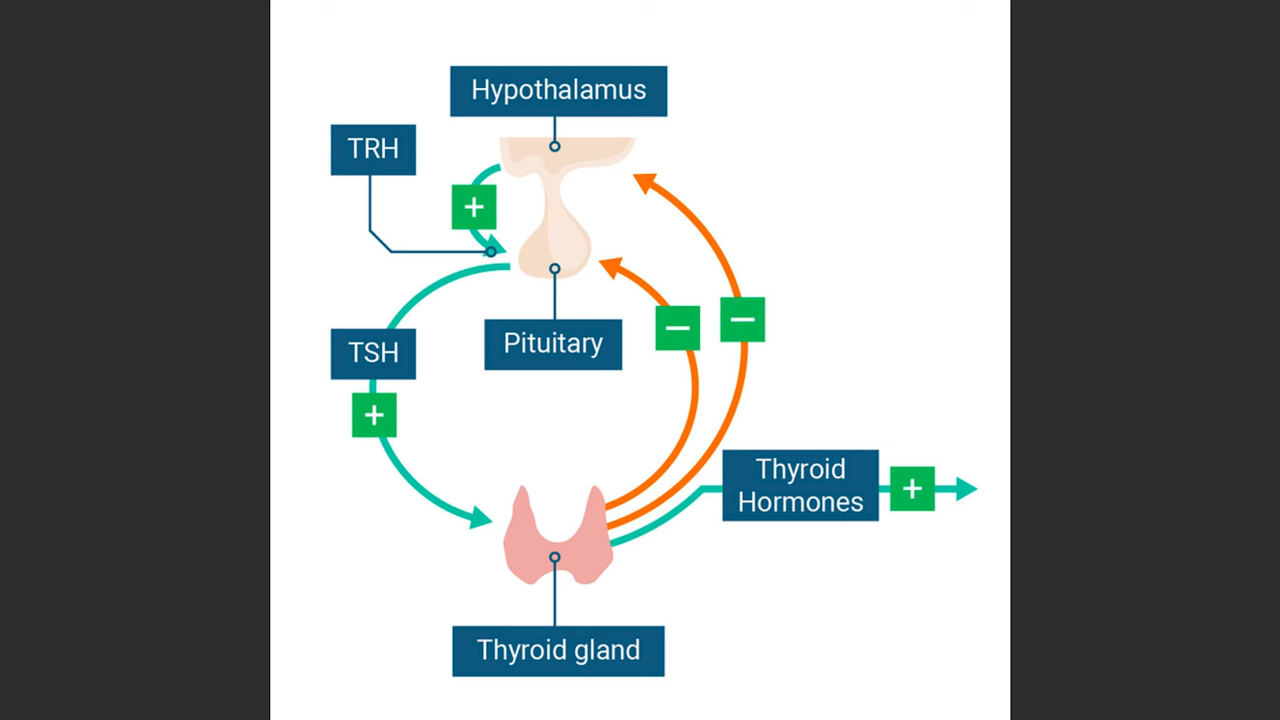 Hypothalamus
TRH
+
Pituitary
−
−
TSH
+
Thyroid
Hormones
+
Thyroid gland